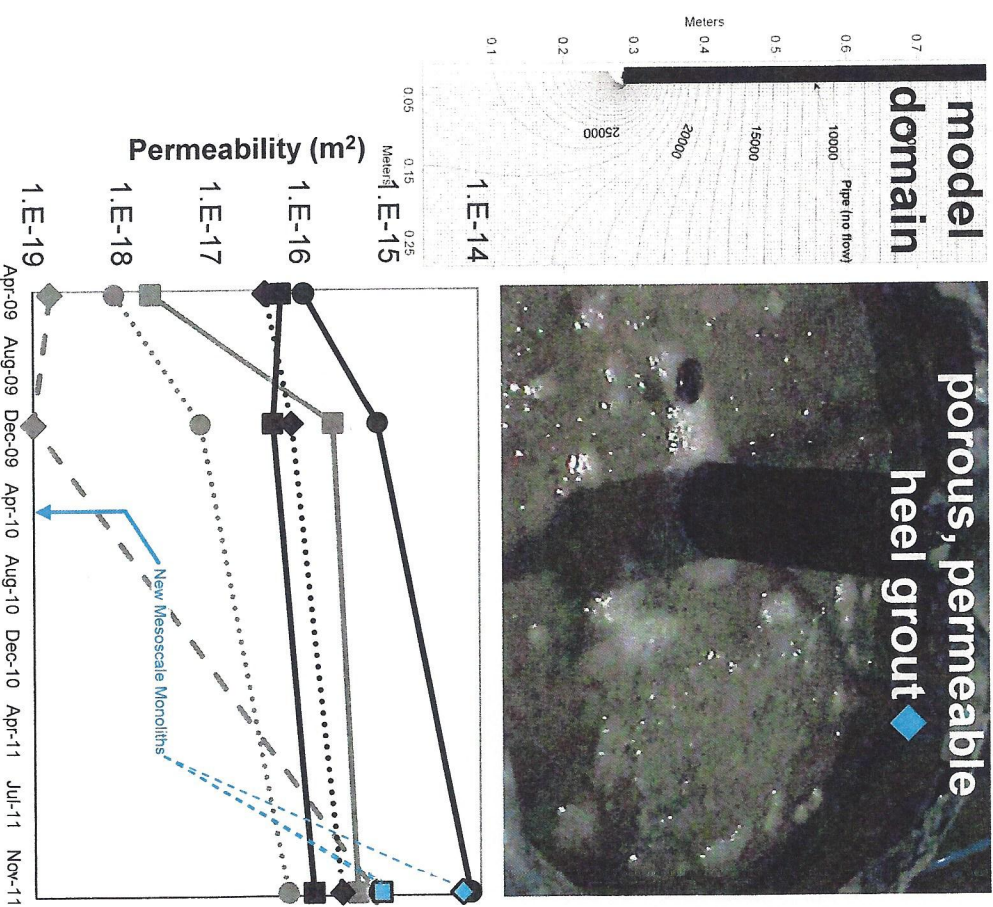 model
domain
Meters
0.1
0.2
0.3
0.4
0.5
0.6
0.7
Pipe (no flow)
10000
15000
20000
25000
0.05
0.15
0.25
Meters
porous, permeable
heel grout
Permeability (m²)
1.E-14
1.E-15
1.E-16
1.E-17
1.E-18
1.E-19
New Mesoscale Monoliths
Apr-09
Aug-09
Dec-09
Apr-10
Aug-10
Dec-10
Apr-11
Jul-11
Nov-11